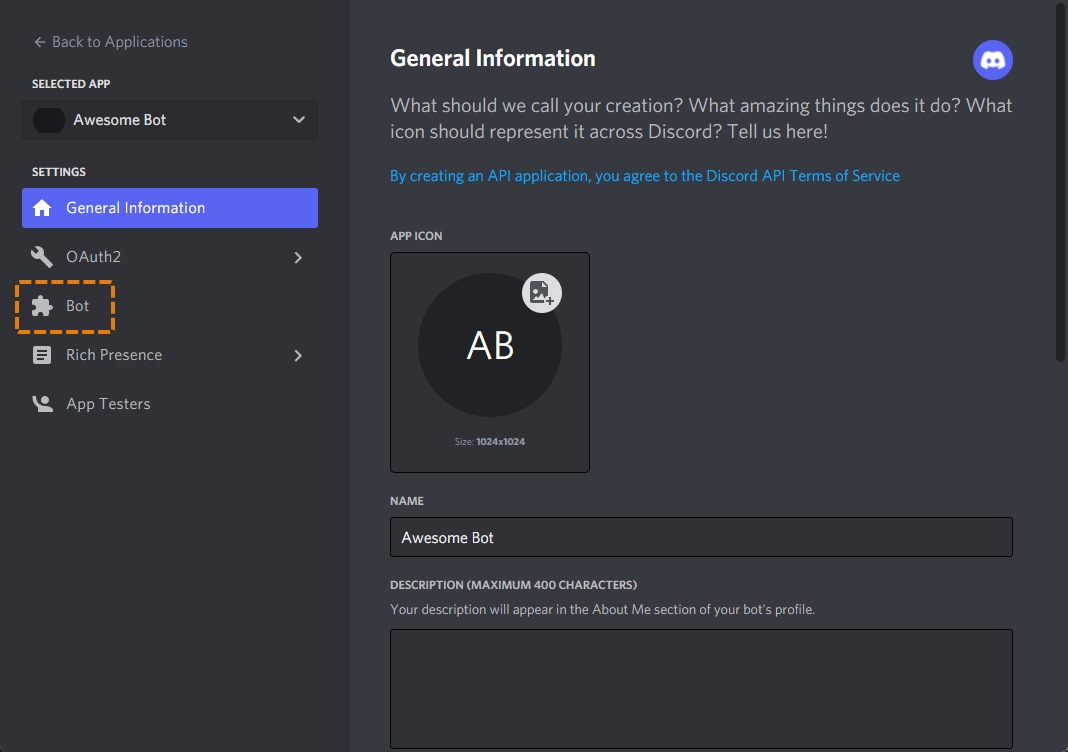 Back to Applications
SELECTED APP
Awesome Bot
SETTINGS
General Information
OAuth2
Bot
Rich Presence
App Testers
General Information
What should we call your creation? What amazing things does it do? What
icon should represent it across Discord? Tell us here!
By creating an API application, you agree to the Discord API Terms of Service
APP ICON
AB
Size: 1024x1024
NAME
Awesome Bot
DESCRIPTION (MAXIMUM 400 CHARACTERS)
Your description will appear in the About Me section of your bot's profile.